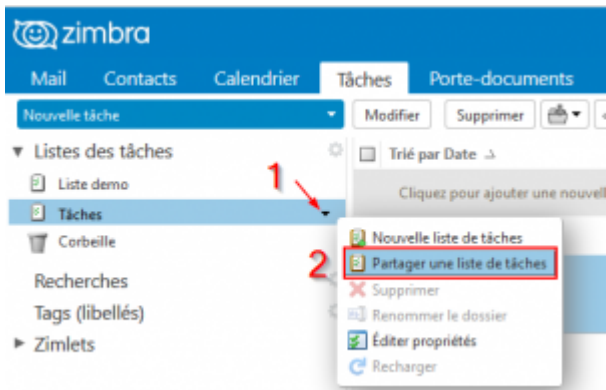 zimbra
Mail Contacts Calendrier Tâches Porte-documents
Nouvelle tâche Modifier Supprimer
Listes des tâches Trié par Date
Liste demo 1 Cliquez pour ajouter une nouvell
Tâches
Corbeille Nouvelle liste de tâches
2 Partager une liste de tâches
Recherches Supprimer
Tags (libellés) Renommer le dossier
Zimlets Éditer propriétés
Recharger